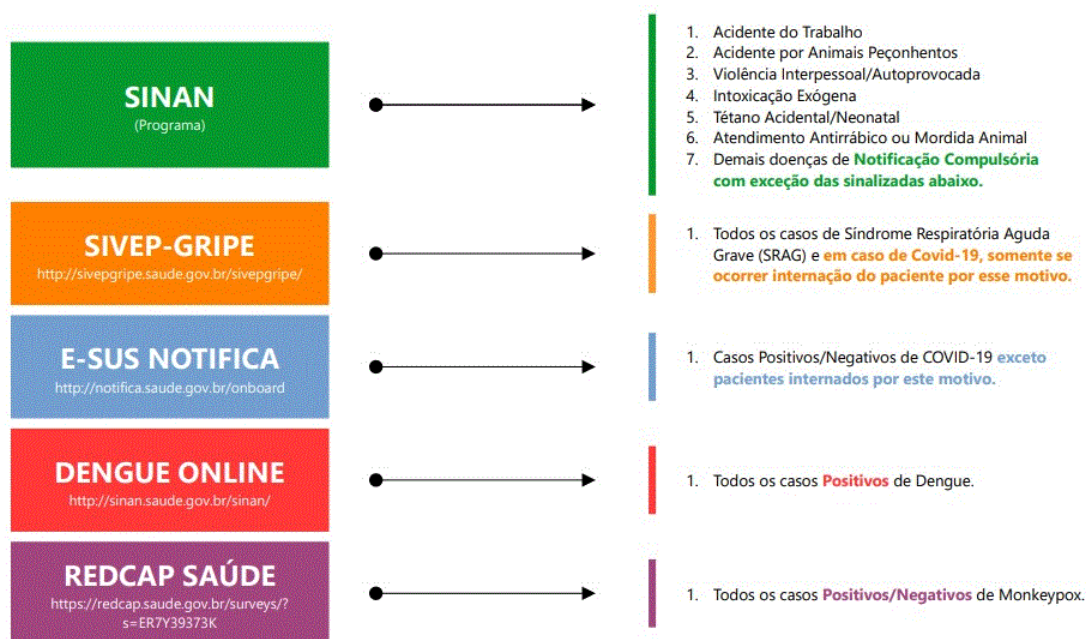 SINAN
(Programa)
1. Acidente do Trabalho
2. Acidente por Animais Peçonhentos
3. Violência Interpessoal/Autoprovocada
4. Intoxicação Exógena
5. Tétano Acidental/Neonatal
6. Atendimento Antirrábico ou Mordida Animal
7. Demais doenças de Notificação Compulsória
com exceção das sinalizadas abaixo.
SIVEP-GRIPE
http://sivepgripe.saude.gov.br/sivepgripe/
1. Todos os casos de Síndrome Respiratória Aguda
Grave (SRAG) e em caso de Covid-19, somente se
ocorrer internação do paciente por esse motivo.
E-SUS NOTIFICA
http://notifica.saude.gov.br/onboard
1. Casos Positivos/Negativos de COVID-19 exceto
pacientes internados por este motivo.
DENGUE ONLINE
http://sinan.saude.gov.br/sinan/
1. Todos os casos Positivos de Dengue.
REDCAP SAÚDE
https://redcap.saude.gov.br/surveys/?
s=ER7Y39373K
1. Todos os casos Positivos/Negativos de Monkeypox.